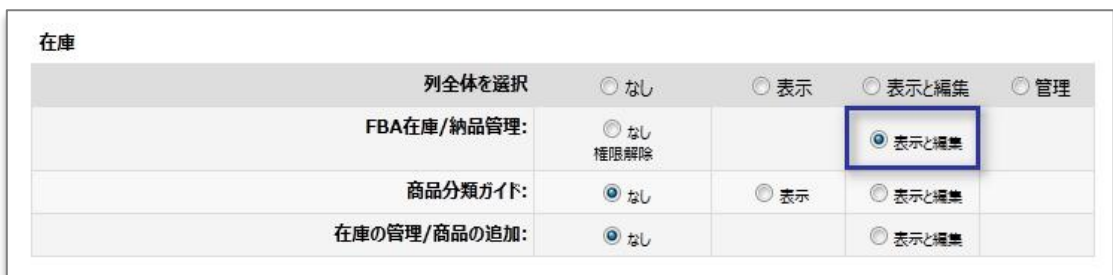 在庫
列全体を選択 なし 表示 表示と編集 管理
FBA在庫/納品管理: なし 表示と編集
権限解除
商品分類ガイド: なし 表示 表示と編集
在庫の管理/商品の追加: なし 表示と編集